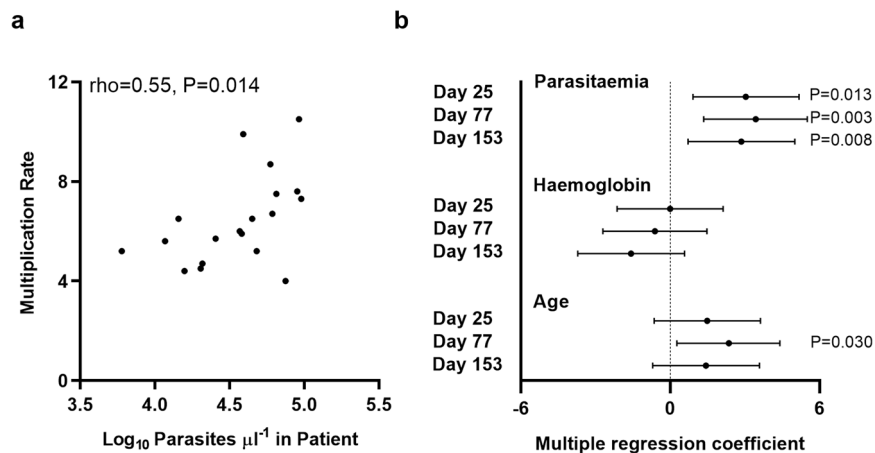 a
rho=0.55, P=0.014
Multiplication Rate
12
8
4
0
3.5 4.0 4.5 5.0 5.5
Log₁₀ Parasites µl⁻¹ in Patient
b
Parasitaemia
Day 25 P=0.013
Day 77 P=0.003
Day 153 P=0.008
Haemoglobin
Day 25
Day 77
Day 153
Age
Day 25
Day 77 P=0.030
Day 153
-6 0 6
Multiple regression coefficient